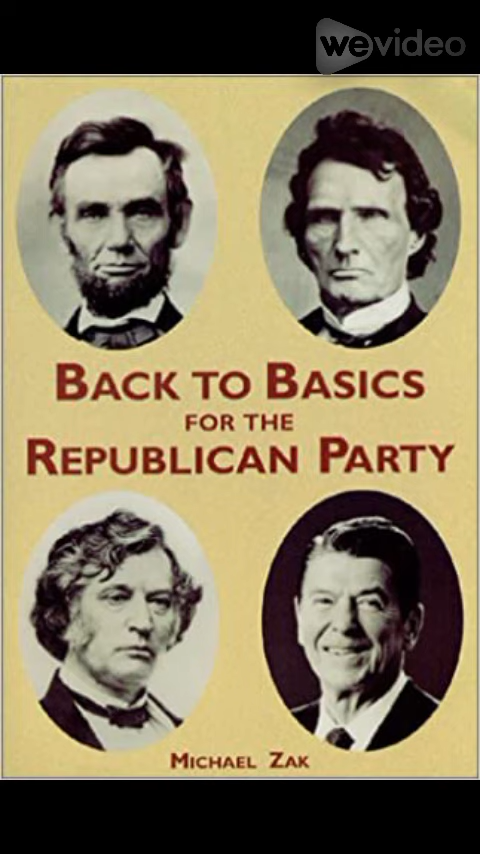 wevideo
BACK TO BASICS
FOR THE
REPUBLICAN PARTY
MICHAEL ZAK